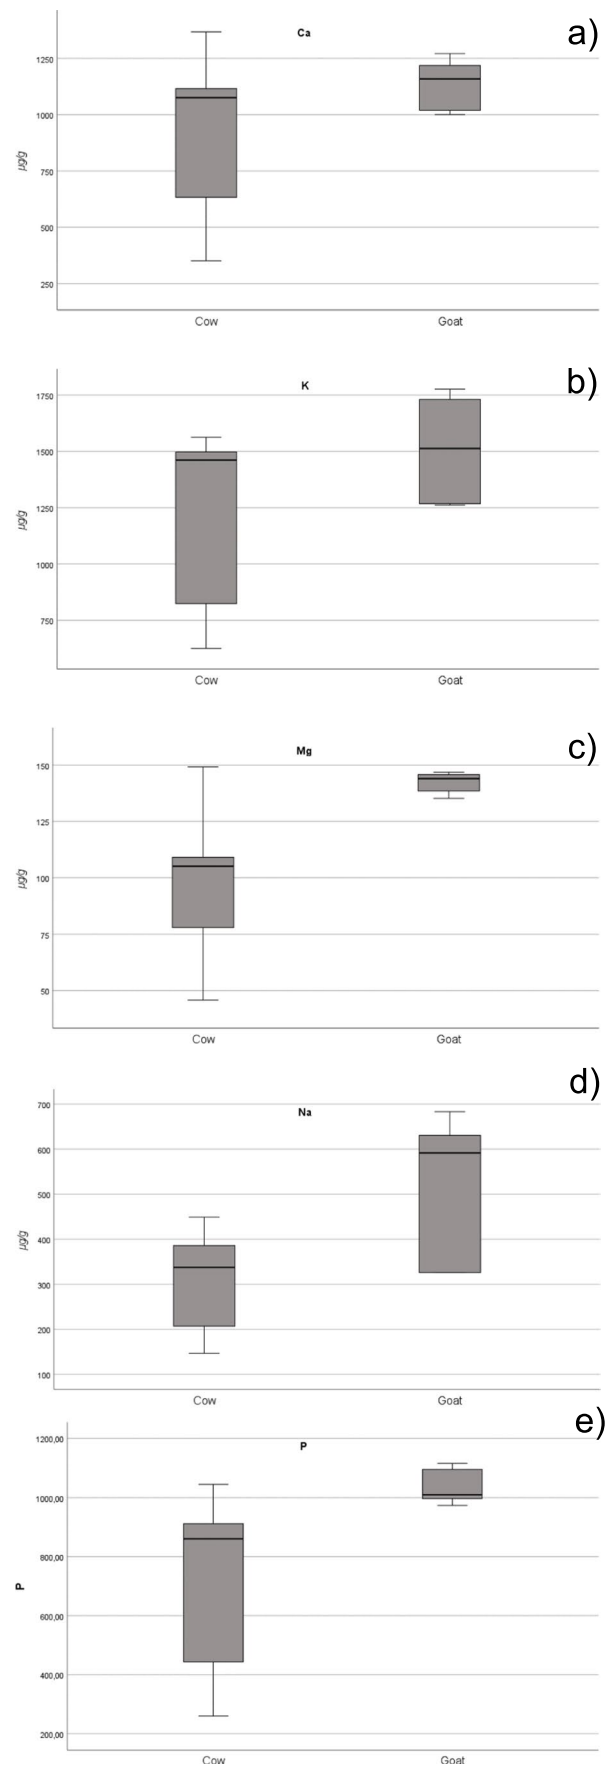 a)
Ca
1250
1000
750
500
250
µg/g
Cow Goat
b)
K
1750
1500
1250
1000
750
µg/g
Cow Goat
c)
Mg
150
125
100
75
50
µg/g
Cow Goat
d)
Na
700
600
500
400
300
200
100
µg/g
Cow Goat
e)
P
1200,00
1000,00
800,00
600,00
400,00
200,00
P
Cow Goat